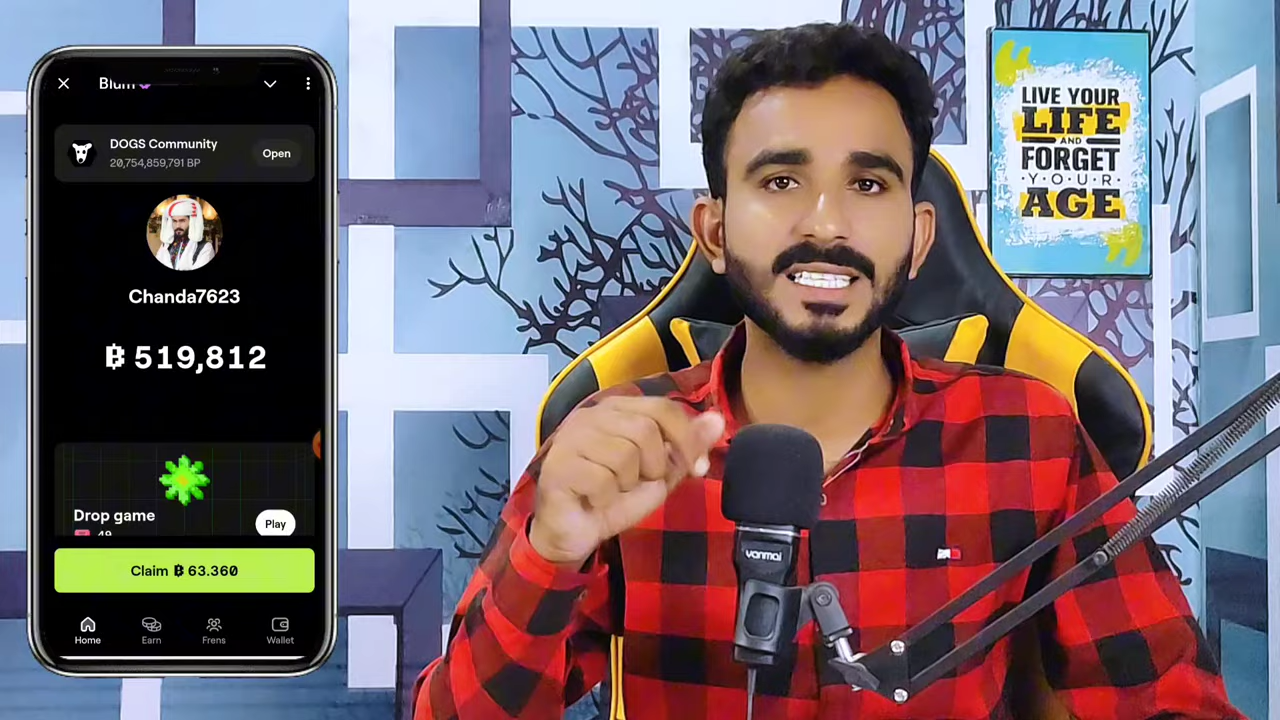 Blum
DOGS Community
20,754,859,791 BP
Open
Chanda7623
519,812
Drop game
49
Play
Claim 63.360
Home
Earn
Frens
Wallet
LIVE YOUR
LIFE
AND
FORGET
·Y·O·U·R·
AGE
vanmai